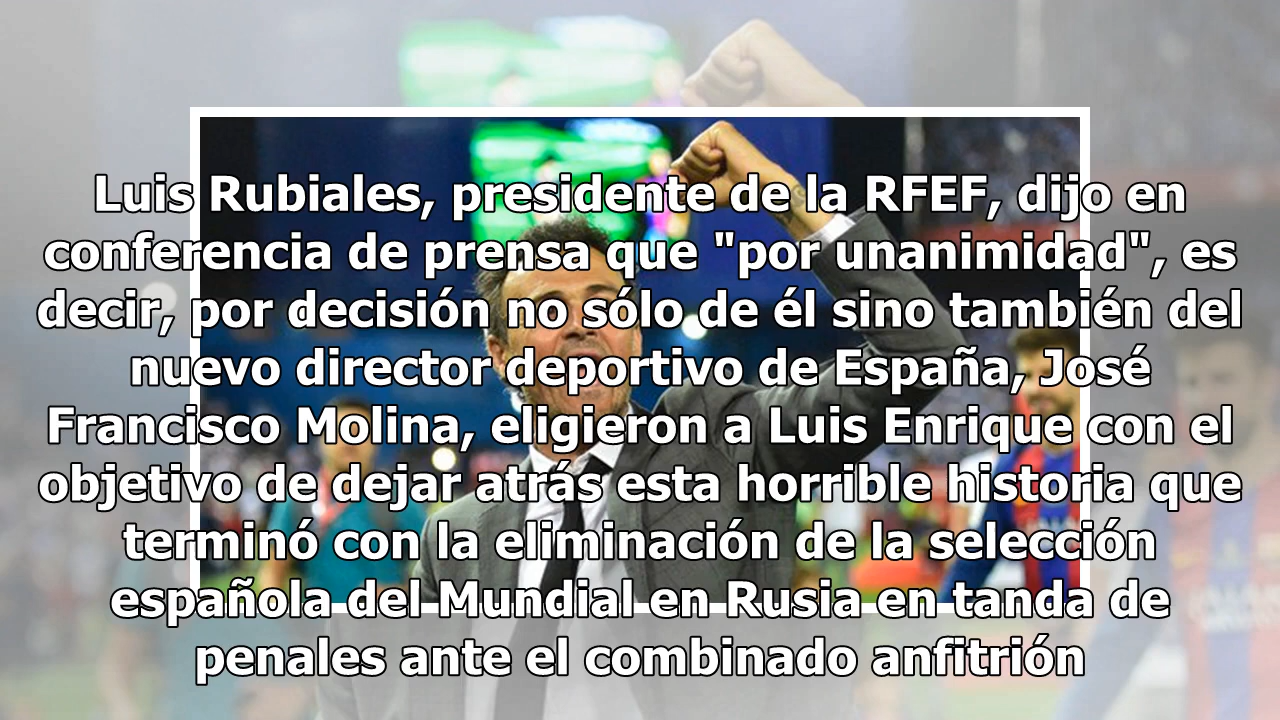 Luis Rubiales, presidente de la RFEF, dijo en
conferencia de prensa que "por unanimidad", es
decir, por decisión no sólo de él sino también del
nuevo director deportivo de España, José
Francisco Molina, eligieron a Luis Enrique con el
objetivo de dejar atrás esta horrible historia que
terminó con la eliminación de la selección
española del Mundial en Rusia en tanda de
penales ante el combinado anfitrión